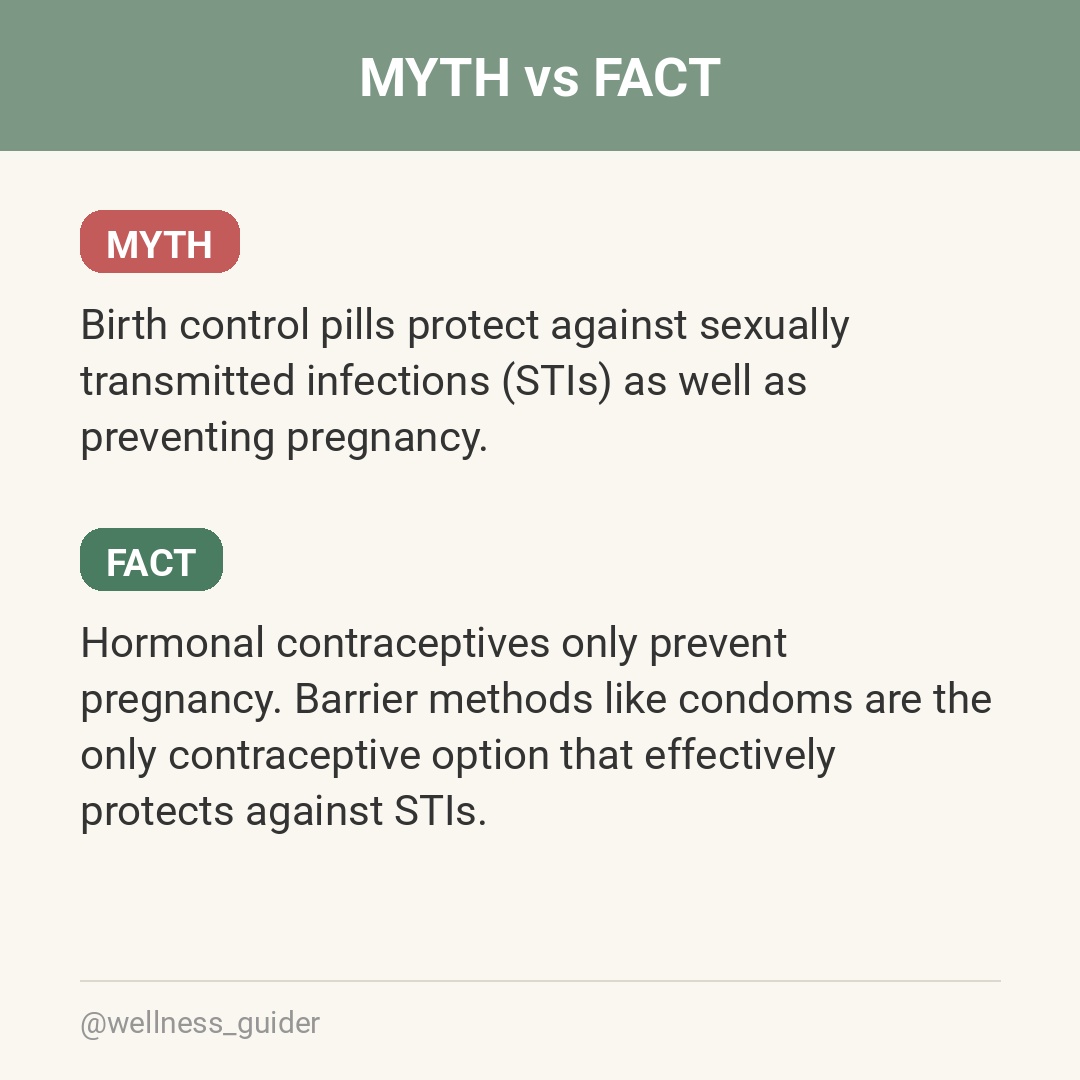 MYTH vs FACT
MYTH
Birth control pills protect against sexually
transmitted infections (STIs) as well as
preventing pregnancy.
FACT
Hormonal contraceptives only prevent
pregnancy. Barrier methods like condoms are the
only contraceptive option that effectively
protects against STIs.
@wellness_guider